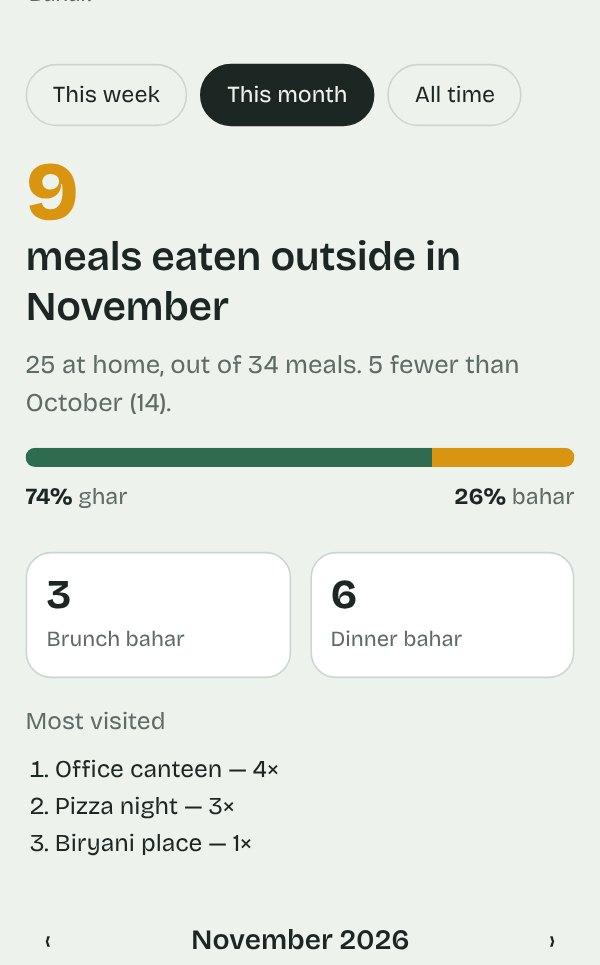 This week
This month
All time
9
meals eaten outside in
November
25 at home, out of 34 meals. 5 fewer than
October (14).
74% ghar
26% bahar
3
Brunch bahar
6
Dinner bahar
Most visited
1. Office canteen — 4×
2. Pizza night — 3×
3. Biryani place — 1×
‹ November 2026 ›